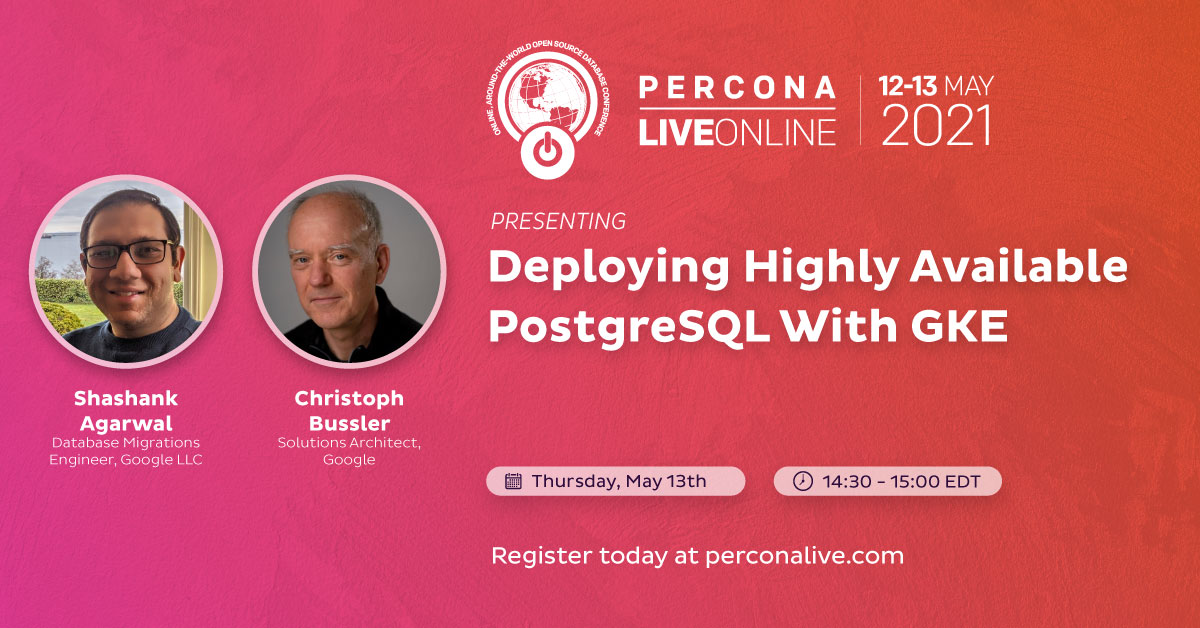 ONLINE, AROUND-THE-WORLD OPEN SOURCE DATABASE CONFERENCE
PERCONA
LIVEONLINE
12-13 MAY
2021
PRESENTING
Deploying Highly Available
PostgreSQL With GKE
Shashank
Agarwal
Database Migrations
Engineer, Google LLC
Christoph
Bussler
Solutions Architect,
Google
Thursday, May 13th
14:30 - 15:00 EDT
Register today at perconalive.com